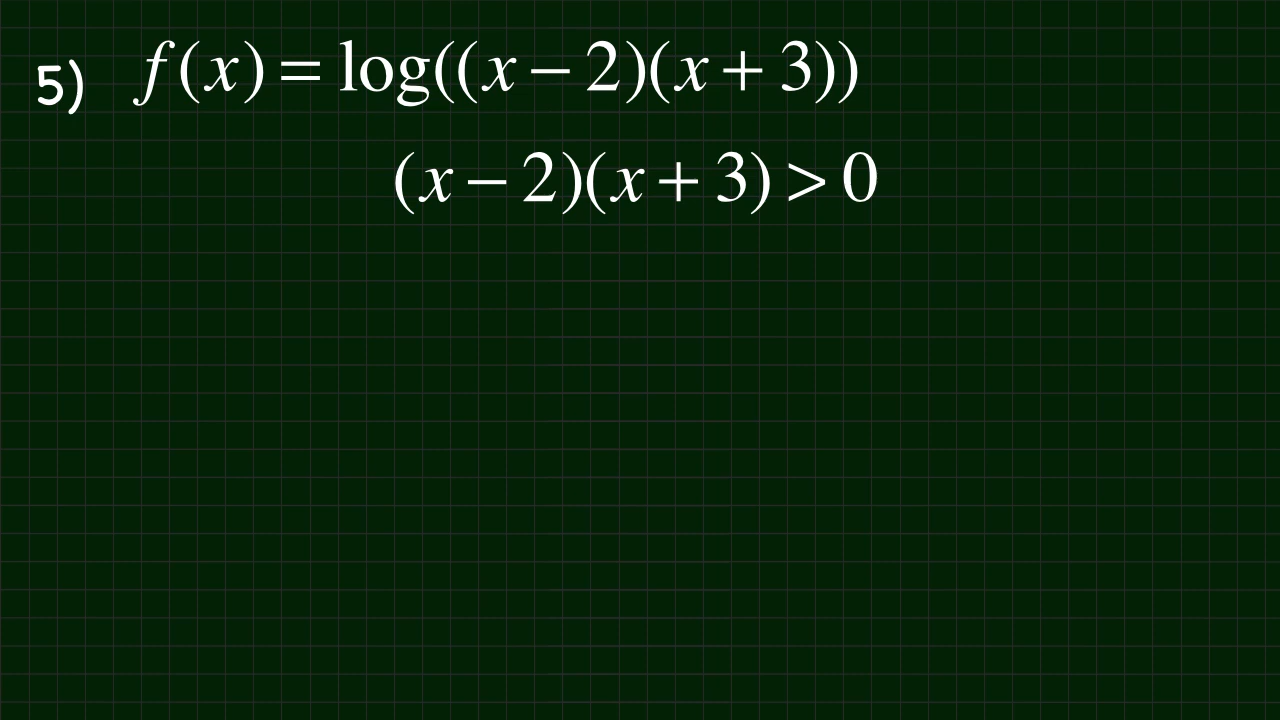 5) f(x) = log((x − 2)(x + 3))
(x − 2)(x + 3) > 0